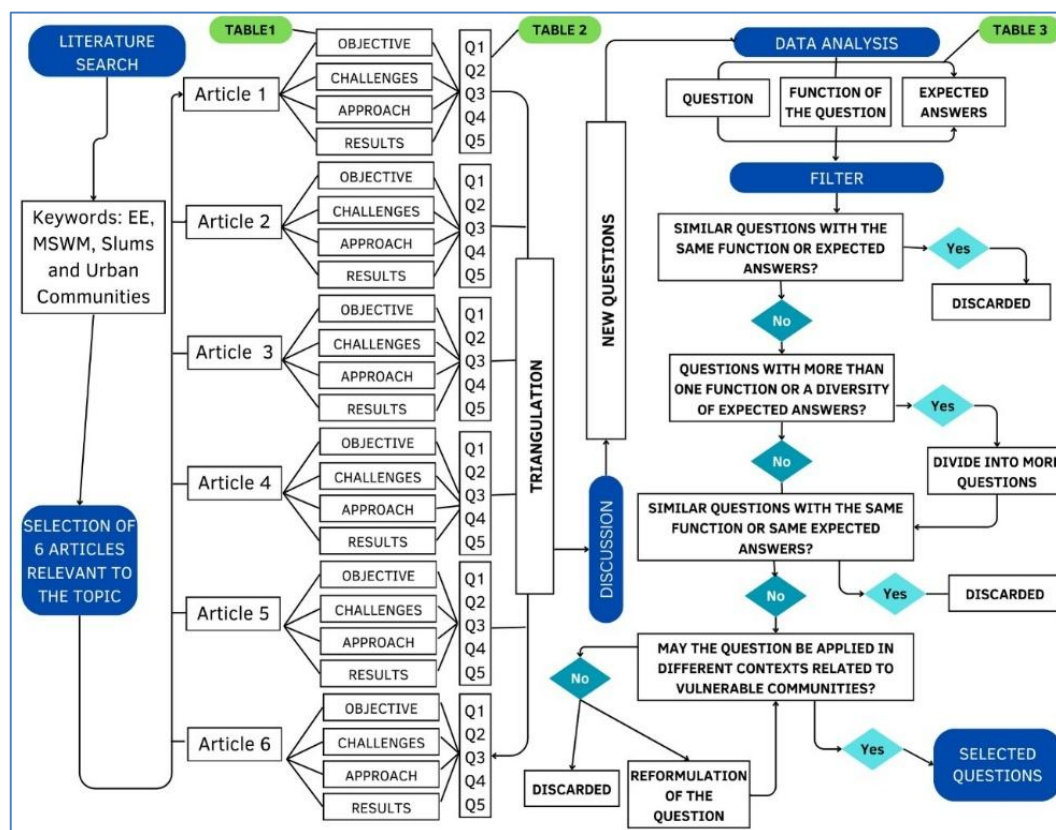 LITERATURE
SEARCH
Keywords: EE,
MSWM, Slums
and Urban
Communities
SELECTION OF
6 ARTICLES
RELEVANT TO
THE TOPIC
TABLE1
Article 1
OBJECTIVE
CHALLENGES
APPROACH
RESULTS
Q1
Q2
Q3
Q4
Q5
Article 2
OBJECTIVE
CHALLENGES
APPROACH
RESULTS
Q1
Q2
Q3
Q4
Q5
Article 3
OBJECTIVE
CHALLENGES
APPROACH
RESULTS
Q1
Q2
Q3
Q4
Q5
Article 4
OBJECTIVE
CHALLENGES
APPROACH
RESULTS
Q1
Q2
Q3
Q4
Q5
Article 5
OBJECTIVE
CHALLENGES
APPROACH
RESULTS
Q1
Q2
Q3
Q4
Q5
Article 6
OBJECTIVE
CHALLENGES
APPROACH
RESULTS
Q1
Q2
Q3
Q4
Q5
TABLE 2
TRIANGULATION
DISCUSSION
NEW QUESTIONS
DATA ANALYSIS
TABLE 3
QUESTION
FUNCTION OF
THE QUESTION
EXPECTED
ANSWERS
FILTER
SIMILAR QUESTIONS WITH THE
SAME FUNCTION OR EXPECTED
ANSWERS?
Yes
DISCARDED
No
QUESTIONS WITH MORE THAN
ONE FUNCTION OR A DIVERSITY
OF EXPECTED ANSWERS?
Yes
DIVIDE INTO MORE
QUESTIONS
No
SIMILAR QUESTIONS WITH THE SAME
FUNCTION OR SAME EXPECTED
ANSWERS?
Yes
DISCARDED
No
MAY THE QUESTION BE APPLIED IN
DIFFERENT CONTEXTS RELATED TO
VULNERABLE COMMUNITIES?
No
DISCARDED
REFORMULATION
OF THE
QUESTION
Yes
SELECTED
QUESTIONS